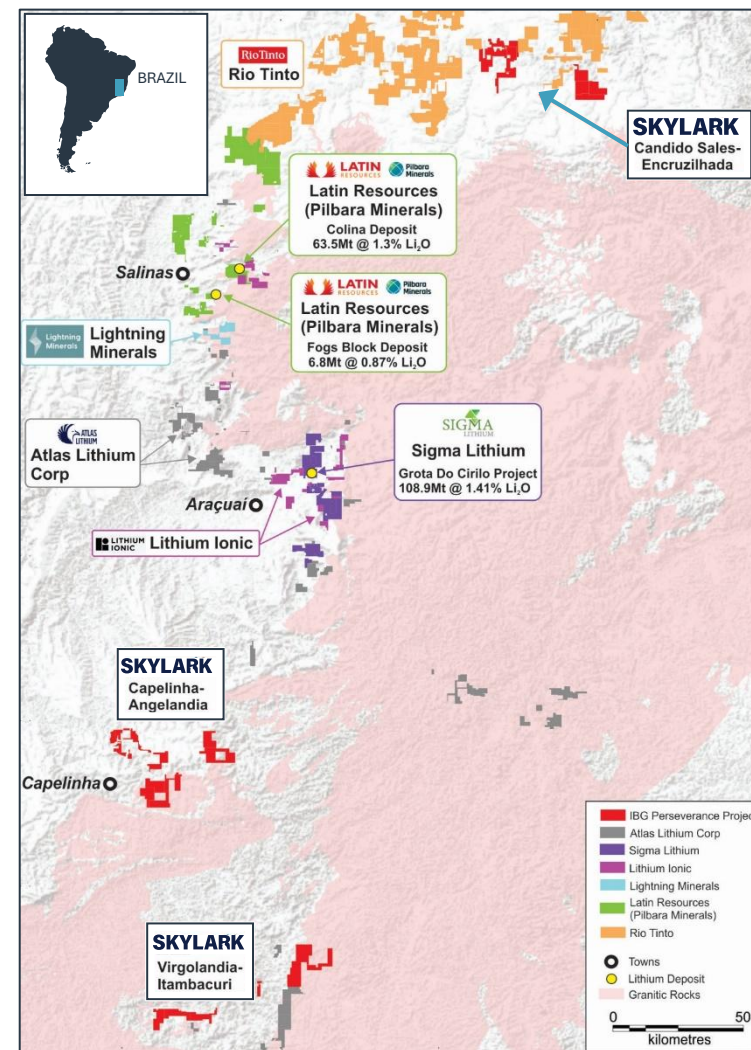 BRAZIL
RioTinto
Rio Tinto
SKYLARK
Candido Sales-
Encruzilhada
LATIN
RESOURCES
Pilbara
Minerals
Latin Resources
(Pilbara Minerals)
Colina Deposit
63.5Mt @ 1.3% Li₂O
Salinas
LATIN
RESOURCES
Pilbara
Minerals
Latin Resources
(Pilbara Minerals)
Fogs Block Deposit
6.8Mt @ 0.87% Li₂O
Lightning
Minerals
Lightning
Minerals
ATLAS
LITHIUM
Atlas Lithium
Corp
SIGMA
LITHIUM
Sigma Lithium
Grota Do Cirilo Project
108.9Mt @ 1.41% Li₂O
Araçuaí
LITHIUM
IONIC
Lithium Ionic
SKYLARK
Capelinha-
Angelandia
Capelinha
SKYLARK
Virgolandia-
Itambacuri
IBG Perseverance Projec
Atlas Lithium Corp
Sigma Lithium
Lithium Ionic
Lightning Minerals
Latin Resources
(Pilbara Minerals)
Rio Tinto
Towns
Lithium Deposit
Granitic Rocks
0 50
kilometres